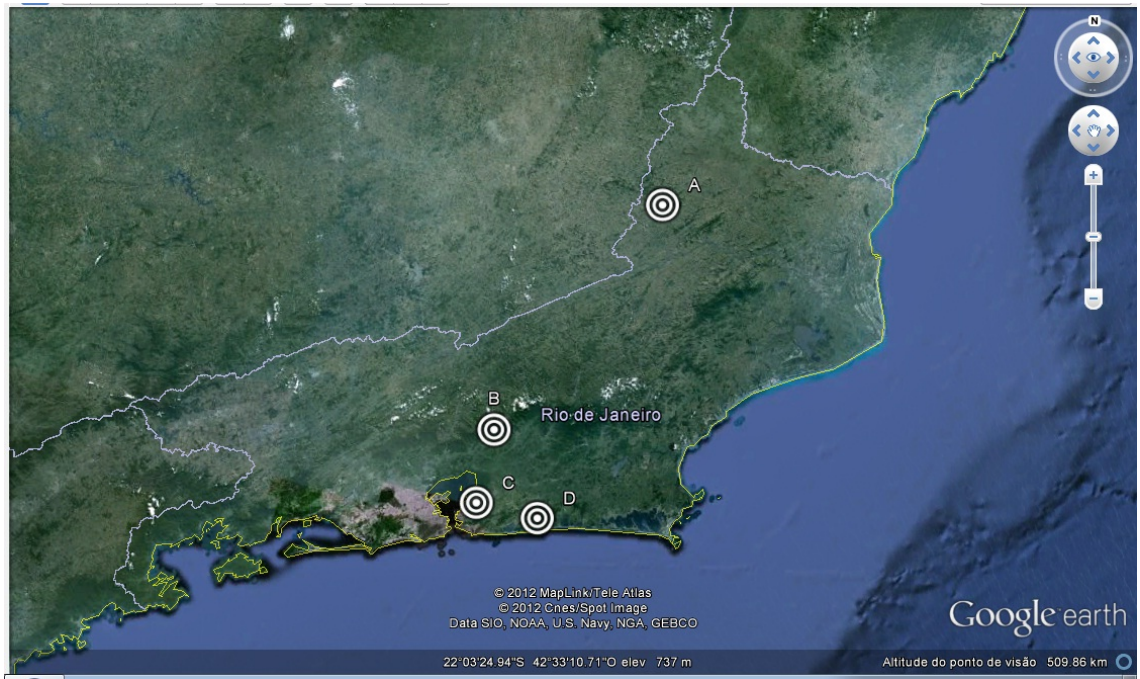 N
A
B
Rio de Janeiro
C
D
© 2012 MapLink/Tele Atlas
© 2012 Cnes/Spot Image
Data SIO, NOAA, U.S. Navy, NGA, GEBCO
Google earth
22°03'24.94"S 42°33'10.71"O elev 737 m
Altitude do ponto de visão 509.86 km